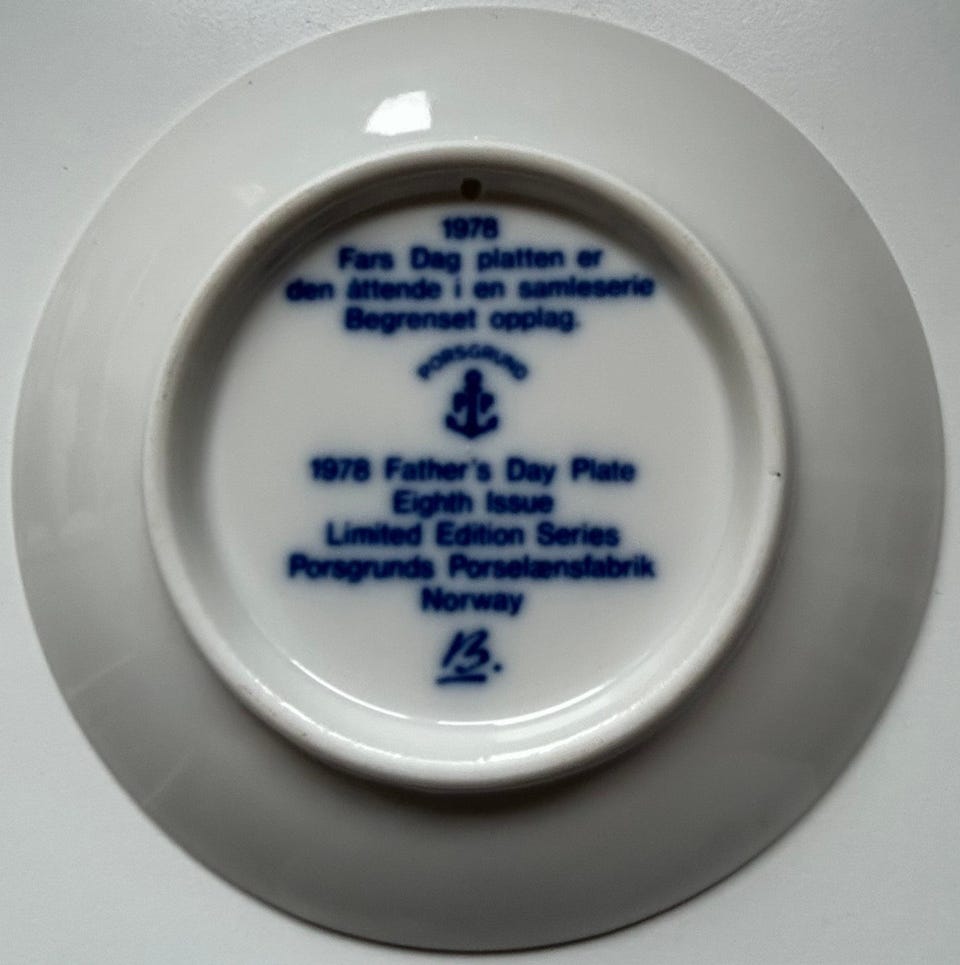 1978
Fars Dag platten er
den åttende i en samleserie
Begrenset opplag.
PORSGRUND
1978 Father's Day Plate
Eighth Issue
Limited Edition Series
Porsgrunds Porselænsfabrik
Norway
B.